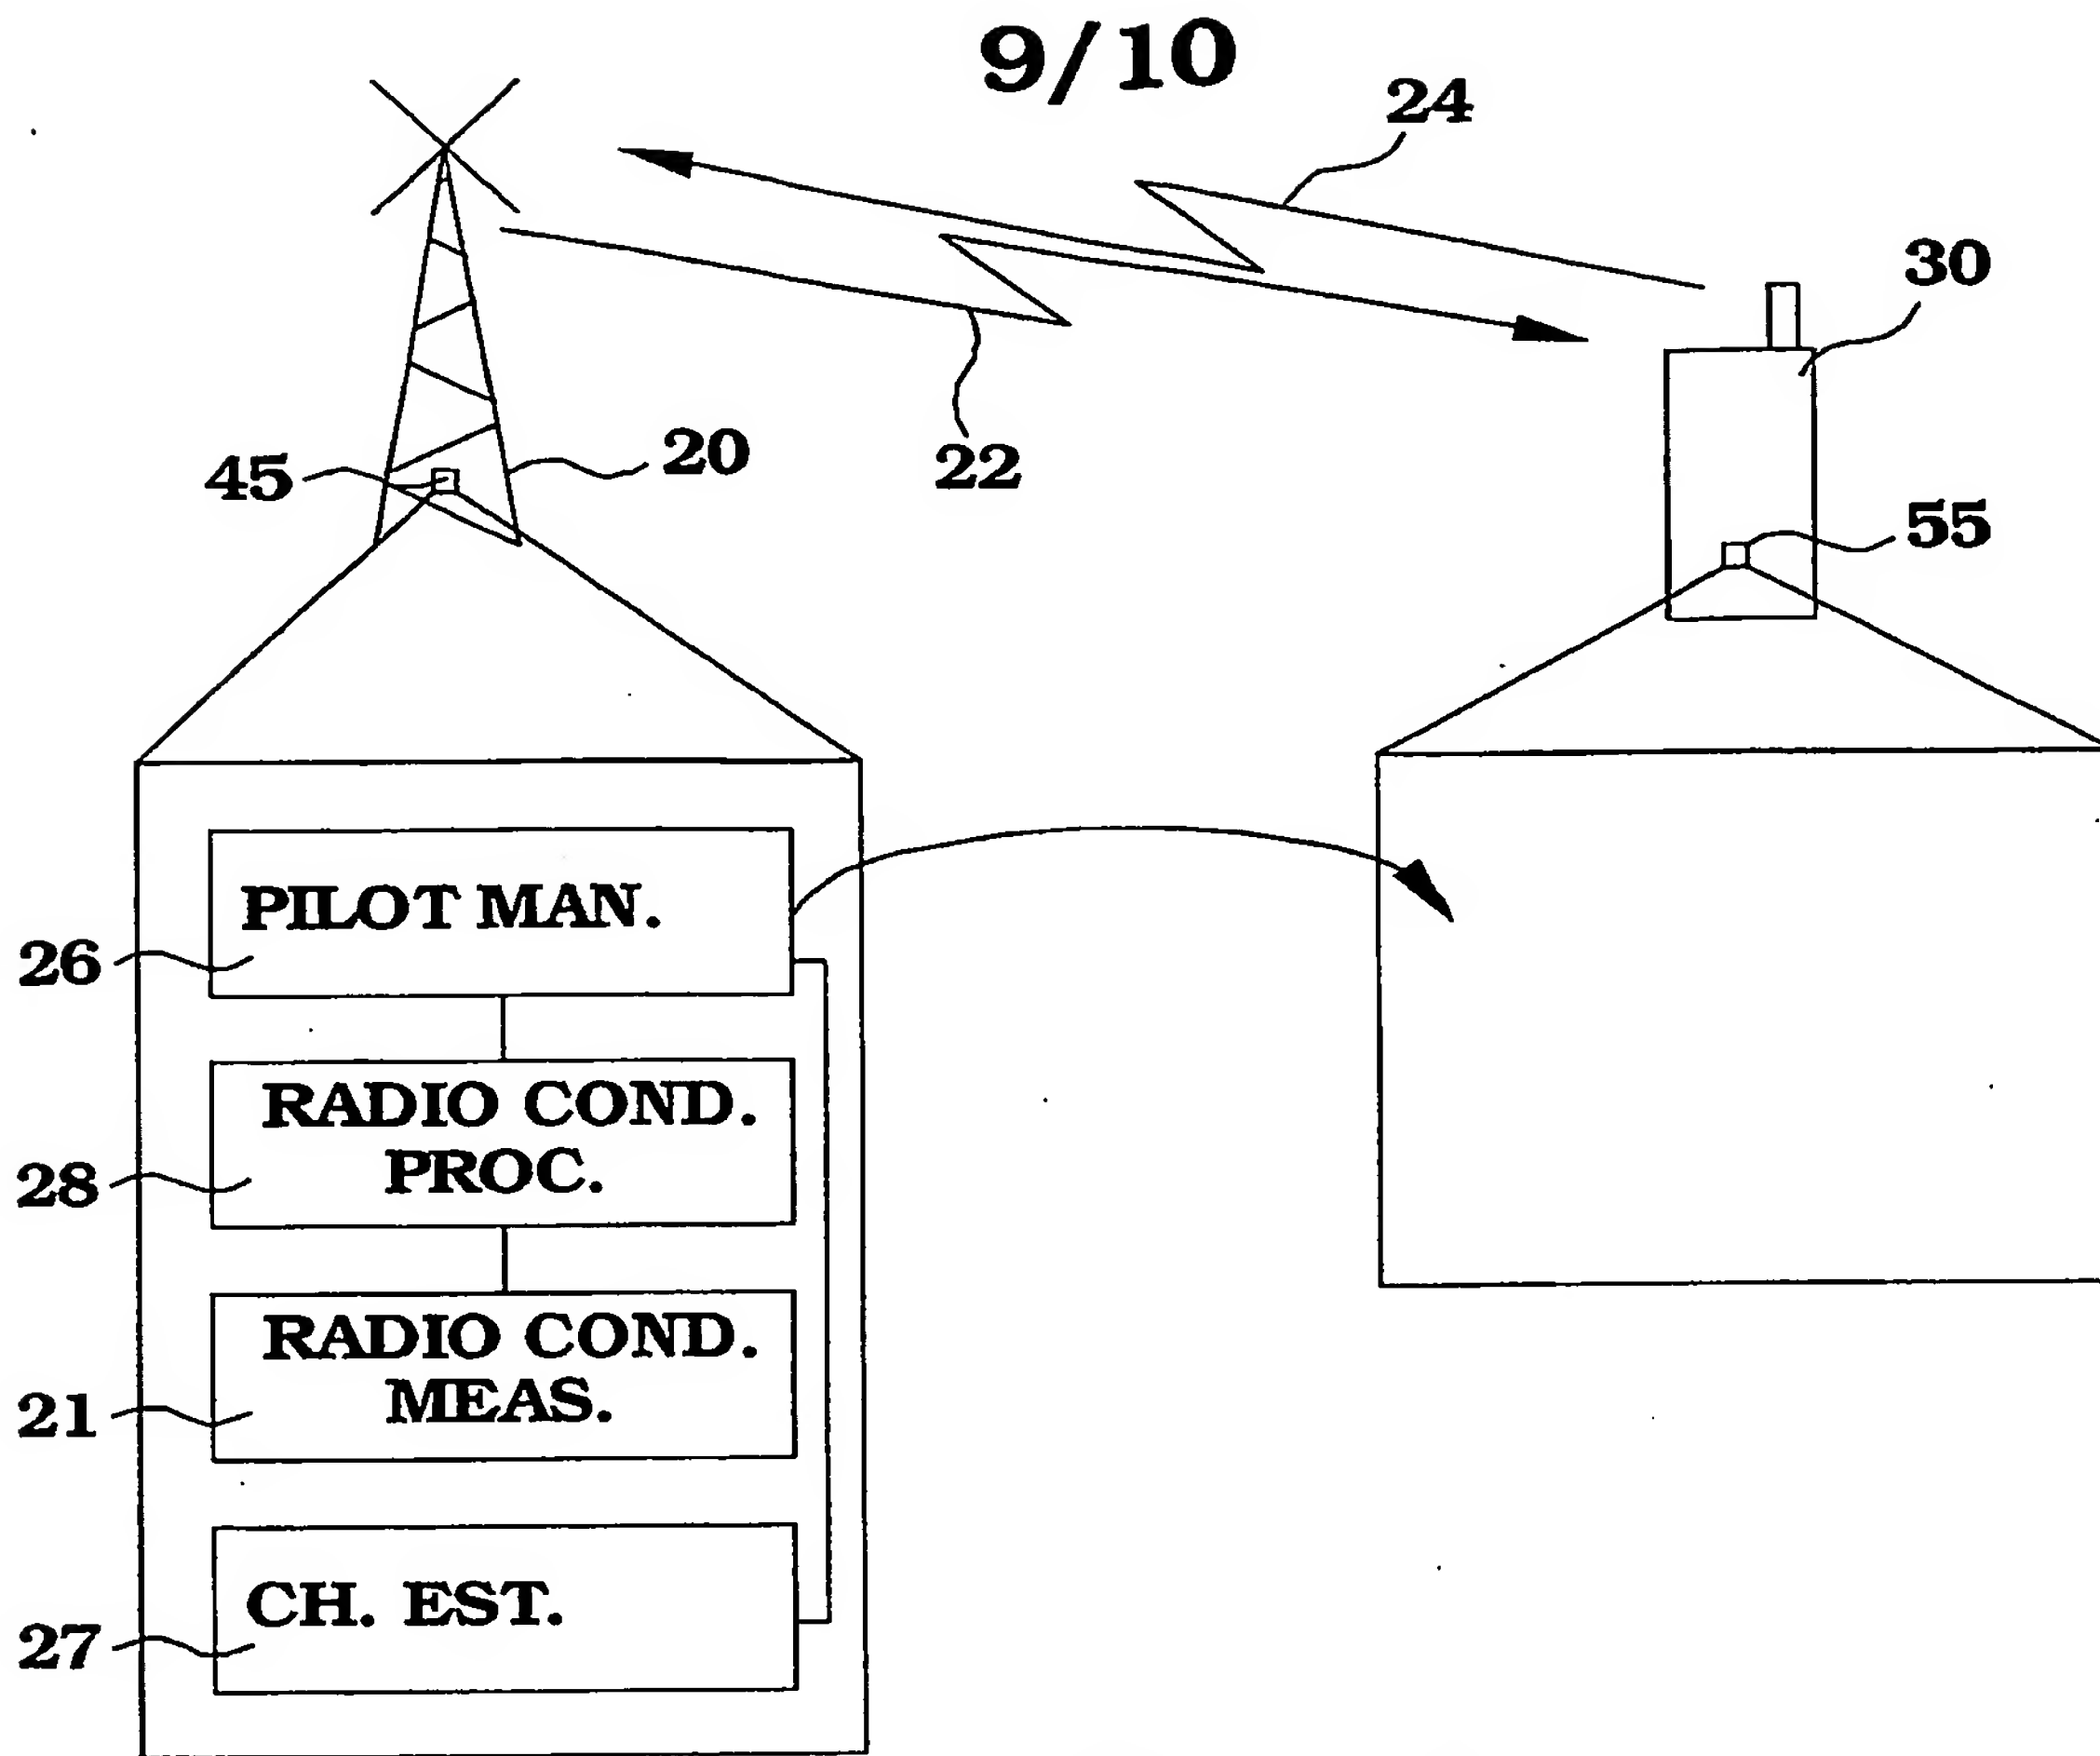 9/10
24
30
45
20
22
55
PILOT MAN.
26
RADIO COND.
PROC.
28
RADIO COND.
MEAS.
21
CH. EST.
27